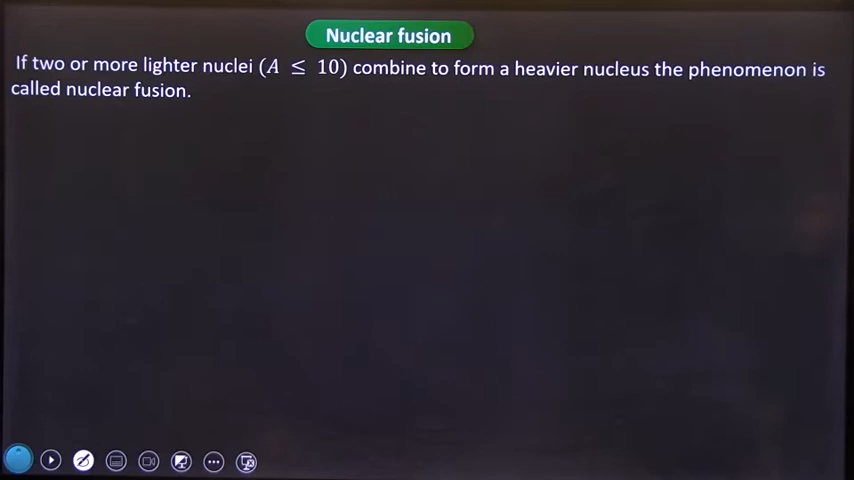 Nuclear fusion
If two or more lighter nuclei (A ≤ 10) combine to form a heavier nucleus the phenomenon is
called nuclear fusion.